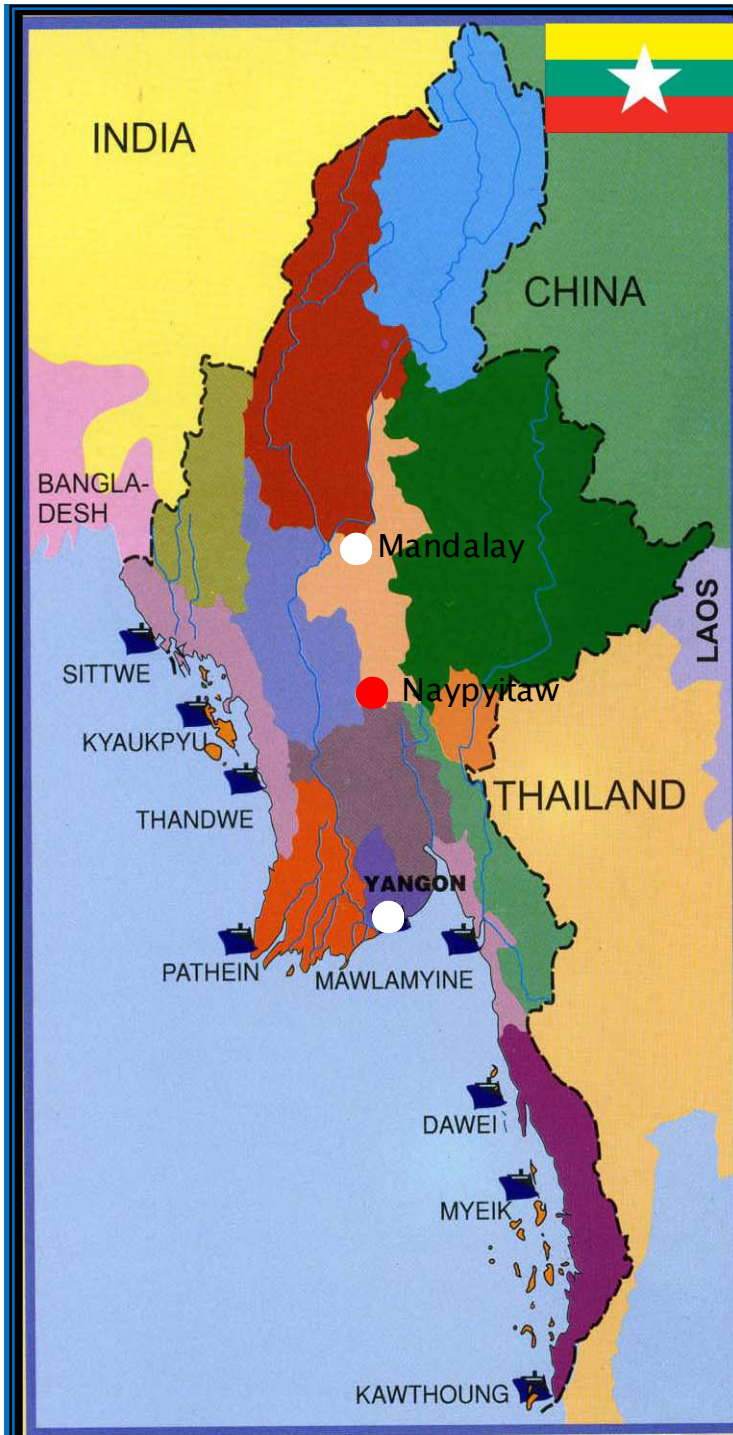 INDIA
CHINA
BANGLA-
DESH
Mandalay
LAOS
SITTWE
Naypyitaw
KYAUKPYU
THANDWE
THAILAND
YANGON
PATHEIN
MAWLAMYINE
DAWEI
MYEIK
KAWTHOUNG